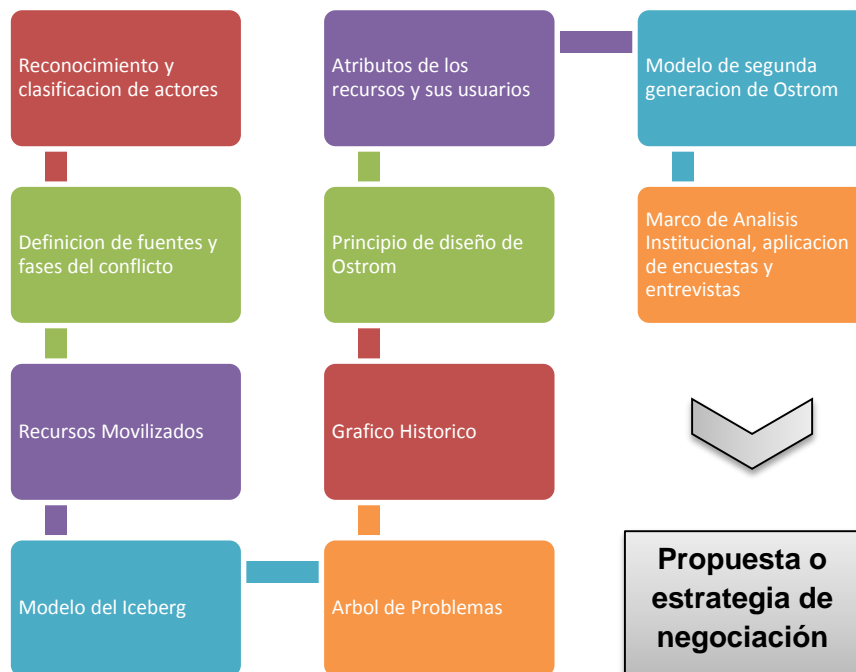 Reconocimiento y
clasificacion de actores
Definicion de fuentes y
fases del conflicto
Recursos Movilizados
Modelo del Iceberg
Arbol de Problemas
Grafico Historico
Principio de diseño de
Ostrom
Atributos de los
recursos y sus usuarios
Modelo de segunda
generacion de Ostrom
Marco de Analisis
Institucional, aplicacion
de encuestas y
entrevistas
Propuesta o
estrategia de
negociación